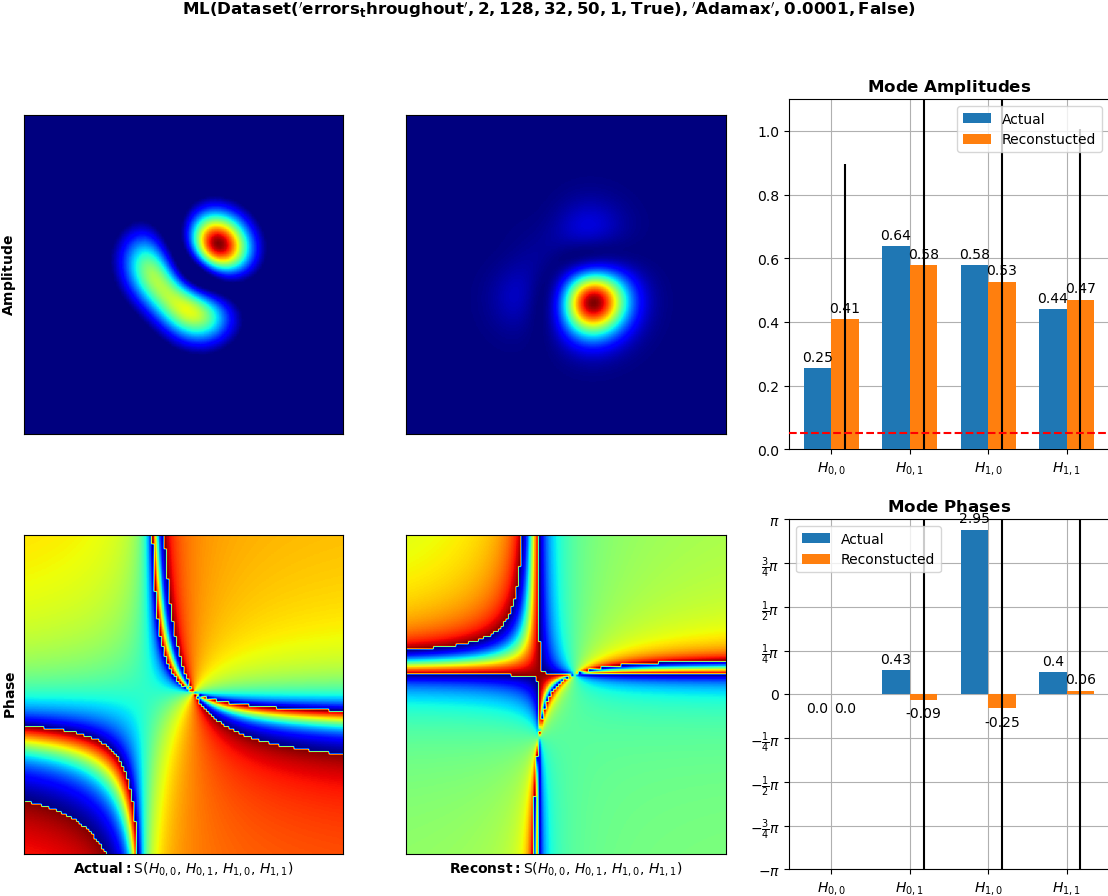 ML(Dataset('errors_throughout', 2, 128, 32, 50, 1, True), 'Adamax', 0.0001, False)
Amplitude
Mode Amplitudes
Actual
Reconstucted
1.0
0.8
0.6
0.4
0.2
0.0
0.25
0.41
0.64
0.58
0.58
0.53
0.44
0.47
H0,0
H0,1
H1,0
H1,1
Phase
Actual: S(H0,0, H0,1, H1,0, H1,1)
Reconst: S(H0,0, H0,1, H1,0, H1,1)
Mode Phases
Actual
Reconstucted
π
3/4π
1/2π
1/4π
0
−1/4π
−1/2π
−3/4π
−π
0.0
0.0
0.43
-0.09
2.95
-0.25
0.4
0.06
H0,0
H0,1
H1,0
H1,1